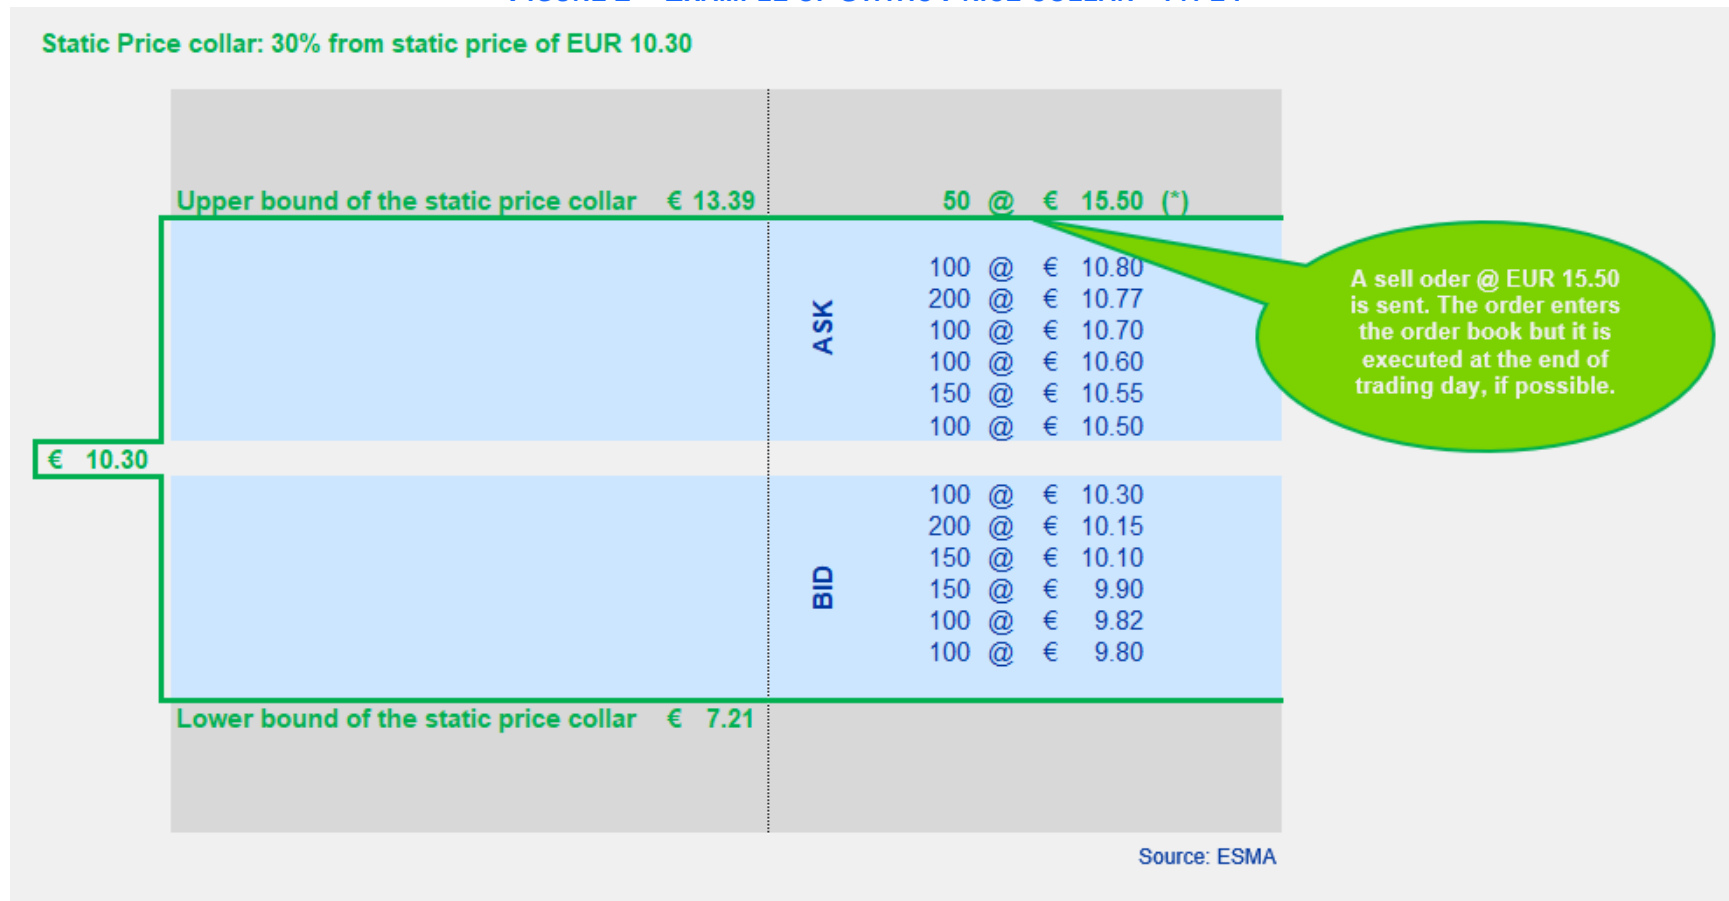 Static Price collar: 30% from static price of EUR 10.30
Upper bound of the static price collar € 13.39 50 @ € 15.50 (*)
ASK
100 @ € 10.80
200 @ € 10.77
100 @ € 10.70
100 @ € 10.60
150 @ € 10.55
100 @ € 10.50
A sell oder @ EUR 15.50
is sent. The order enters
the order book but it is
executed at the end of
trading day, if possible.
€ 10.30
BID
100 @ € 10.30
200 @ € 10.15
150 @ € 10.10
150 @ € 9.90
100 @ € 9.82
100 @ € 9.80
Lower bound of the static price collar € 7.21
Source: ESMA